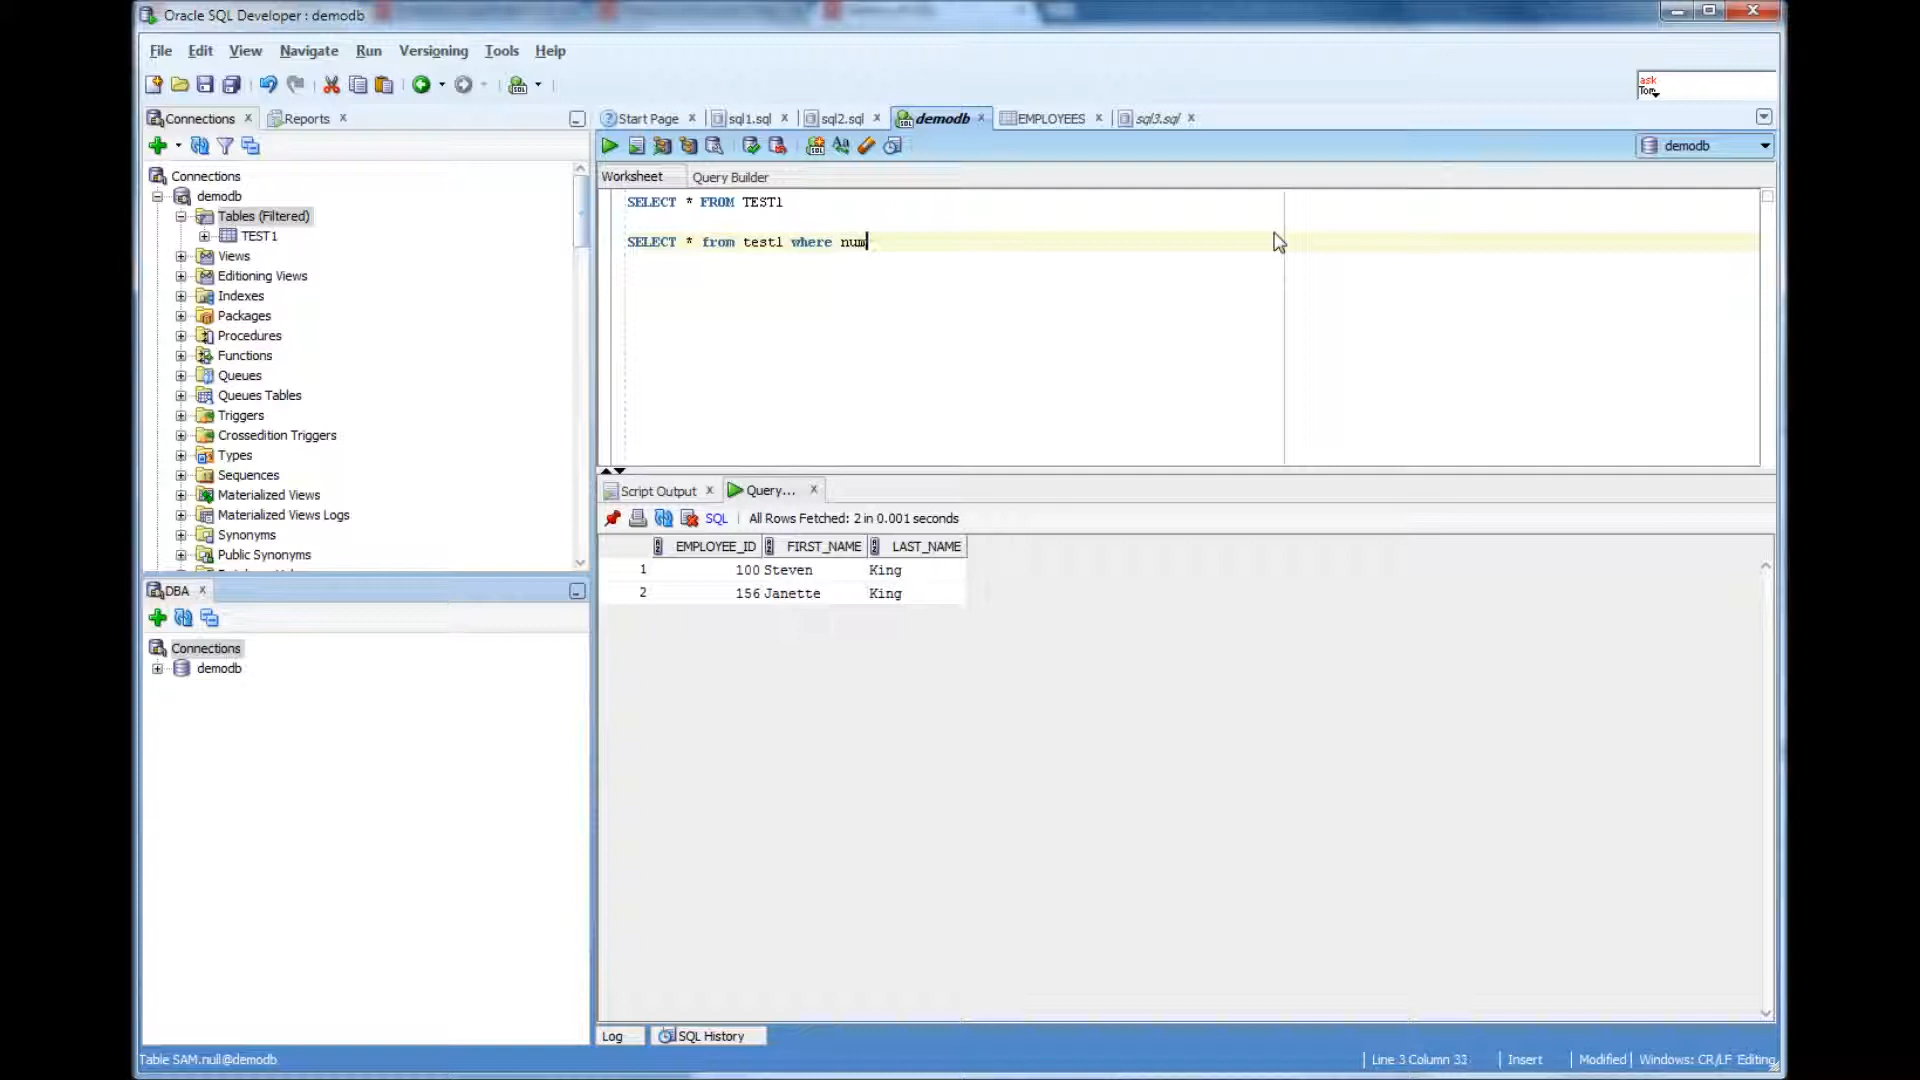 Oracle SQL Developer : demodb
File Edit View Navigate Run Versioning Tools Help
ask
Tom
Connections Reports
Start Page sql1.sql sql2.sql demodb EMPLOYEES sql3.sql
demodb
Worksheet Query Builder
SELECT * FROM TEST1
SELECT * from test1 where num
Connections
demodb
Tables (Filtered)
TEST1
Views
Editioning Views
Indexes
Packages
Procedures
Functions
Queues
Queues Tables
Triggers
Crossedition Triggers
Types
Sequences
Materialized Views
Materialized Views Logs
Synonyms
Public Synonyms
Script Output Query...
SQL All Rows Fetched: 2 in 0.001 seconds
EMPLOYEE_ID FIRST_NAME LAST_NAME
1 100 Steven King
2 156 Janette King
DBA
Connections
demodb
Log SQL History
Table SAM.null@demodb
Line 3 Column 33 Insert Modified Windows: CR/LF Editing